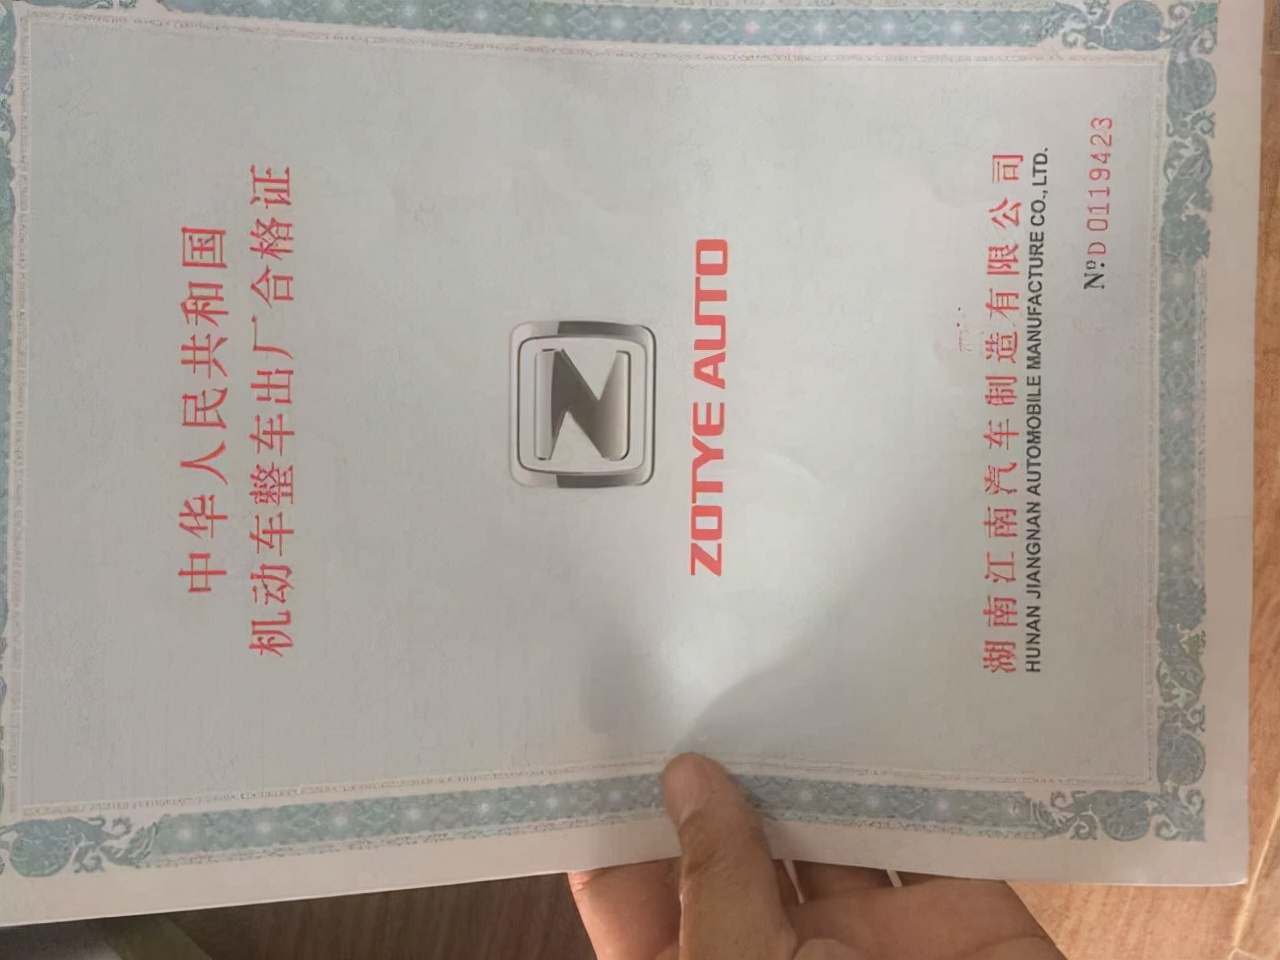 中华人民共和国
机动车整车出厂合格证
ZOTYE AUTO
湖南江南汽车制造有限公司
HUNAN JIANGNAN AUTOMOBILE MANUFACTURE CO., LTD.
Nº:D 0119423